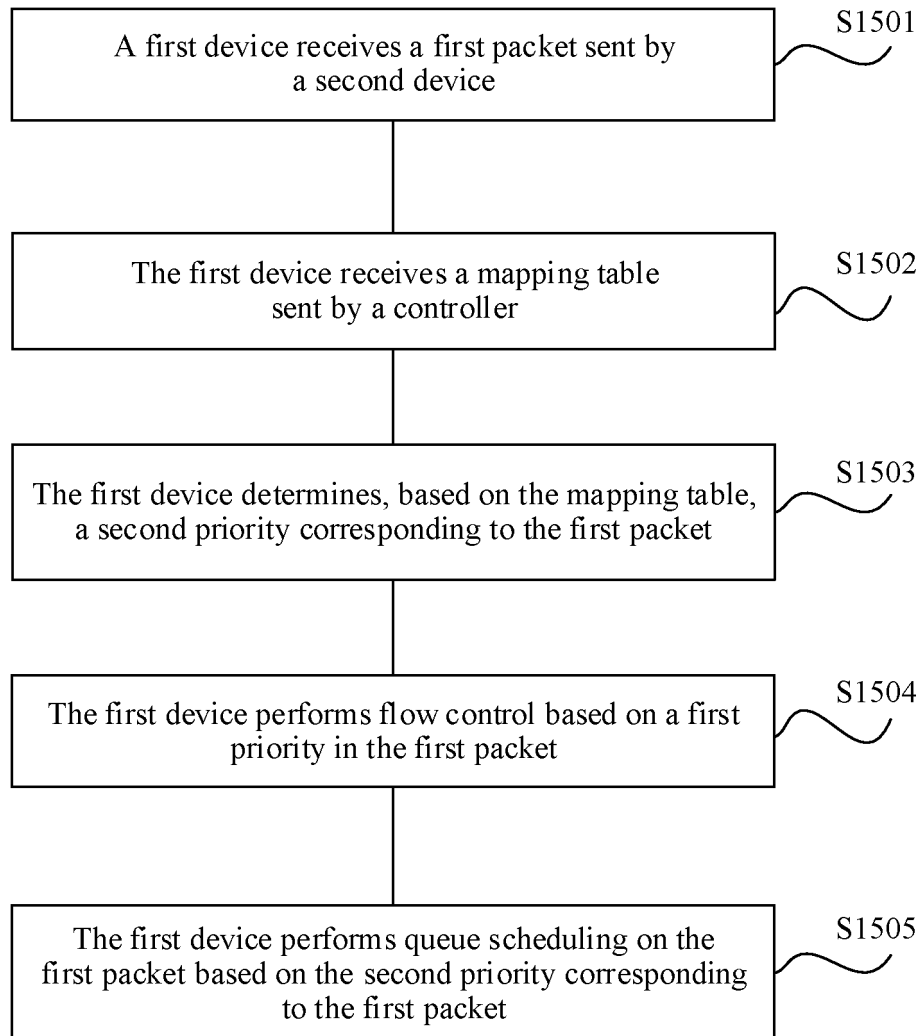 A first device receives a first packet sent by
a second device
S1501
The first device receives a mapping table
sent by a controller
S1502
The first device determines, based on the mapping table,
a second priority corresponding to the first packet
S1503
The first device performs flow control based on a first
priority in the first packet
S1504
The first device performs queue scheduling on the
first packet based on the second priority corresponding
to the first packet
S1505